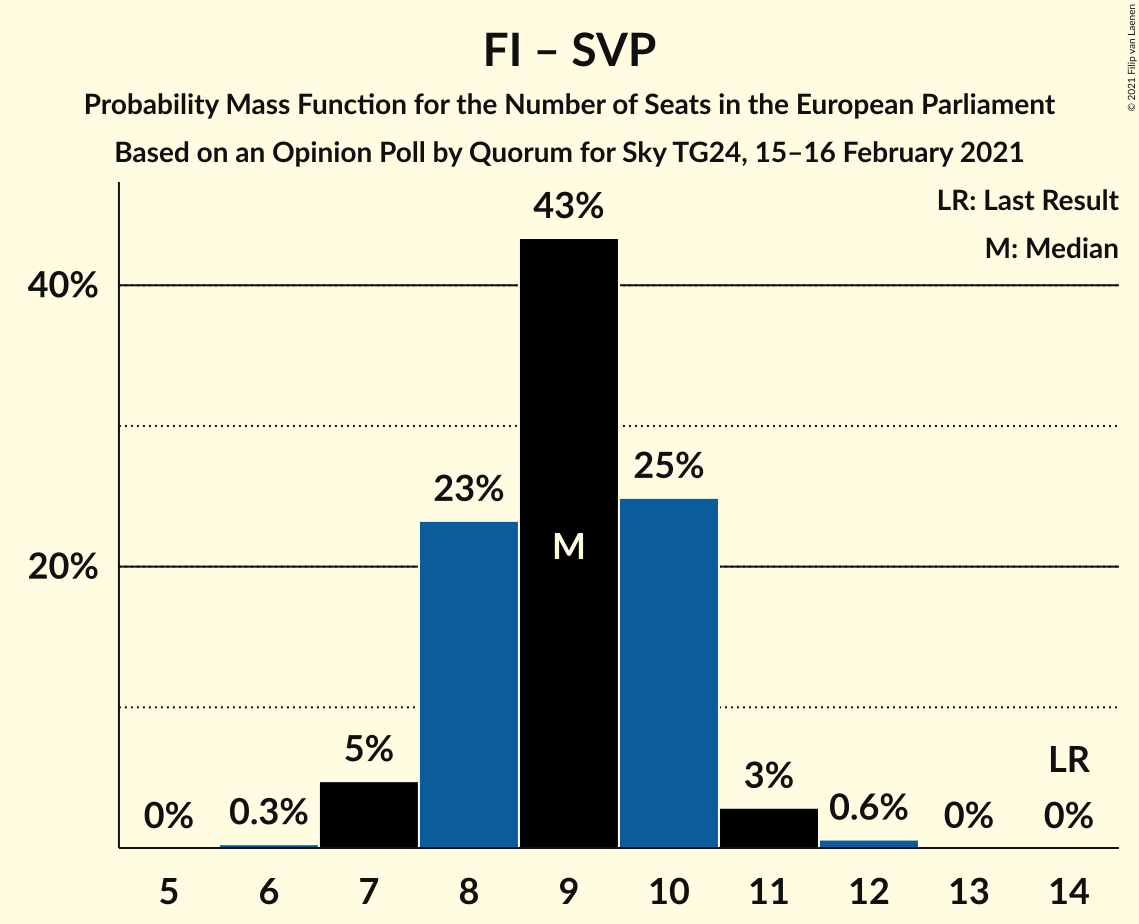 FI – SVP
Probability Mass Function for the Number of Seats in the European Parliament
Based on an Opinion Poll by Quorum for Sky TG24, 15–16 February 2021
© 2021 Filip van Laenen
LR: Last Result
M: Median
40%
20%
0%
0.3%
5%
23%
43%
M
25%
3%
0.6%
0%
LR
0%
5 6 7 8 9 10 11 12 13 14